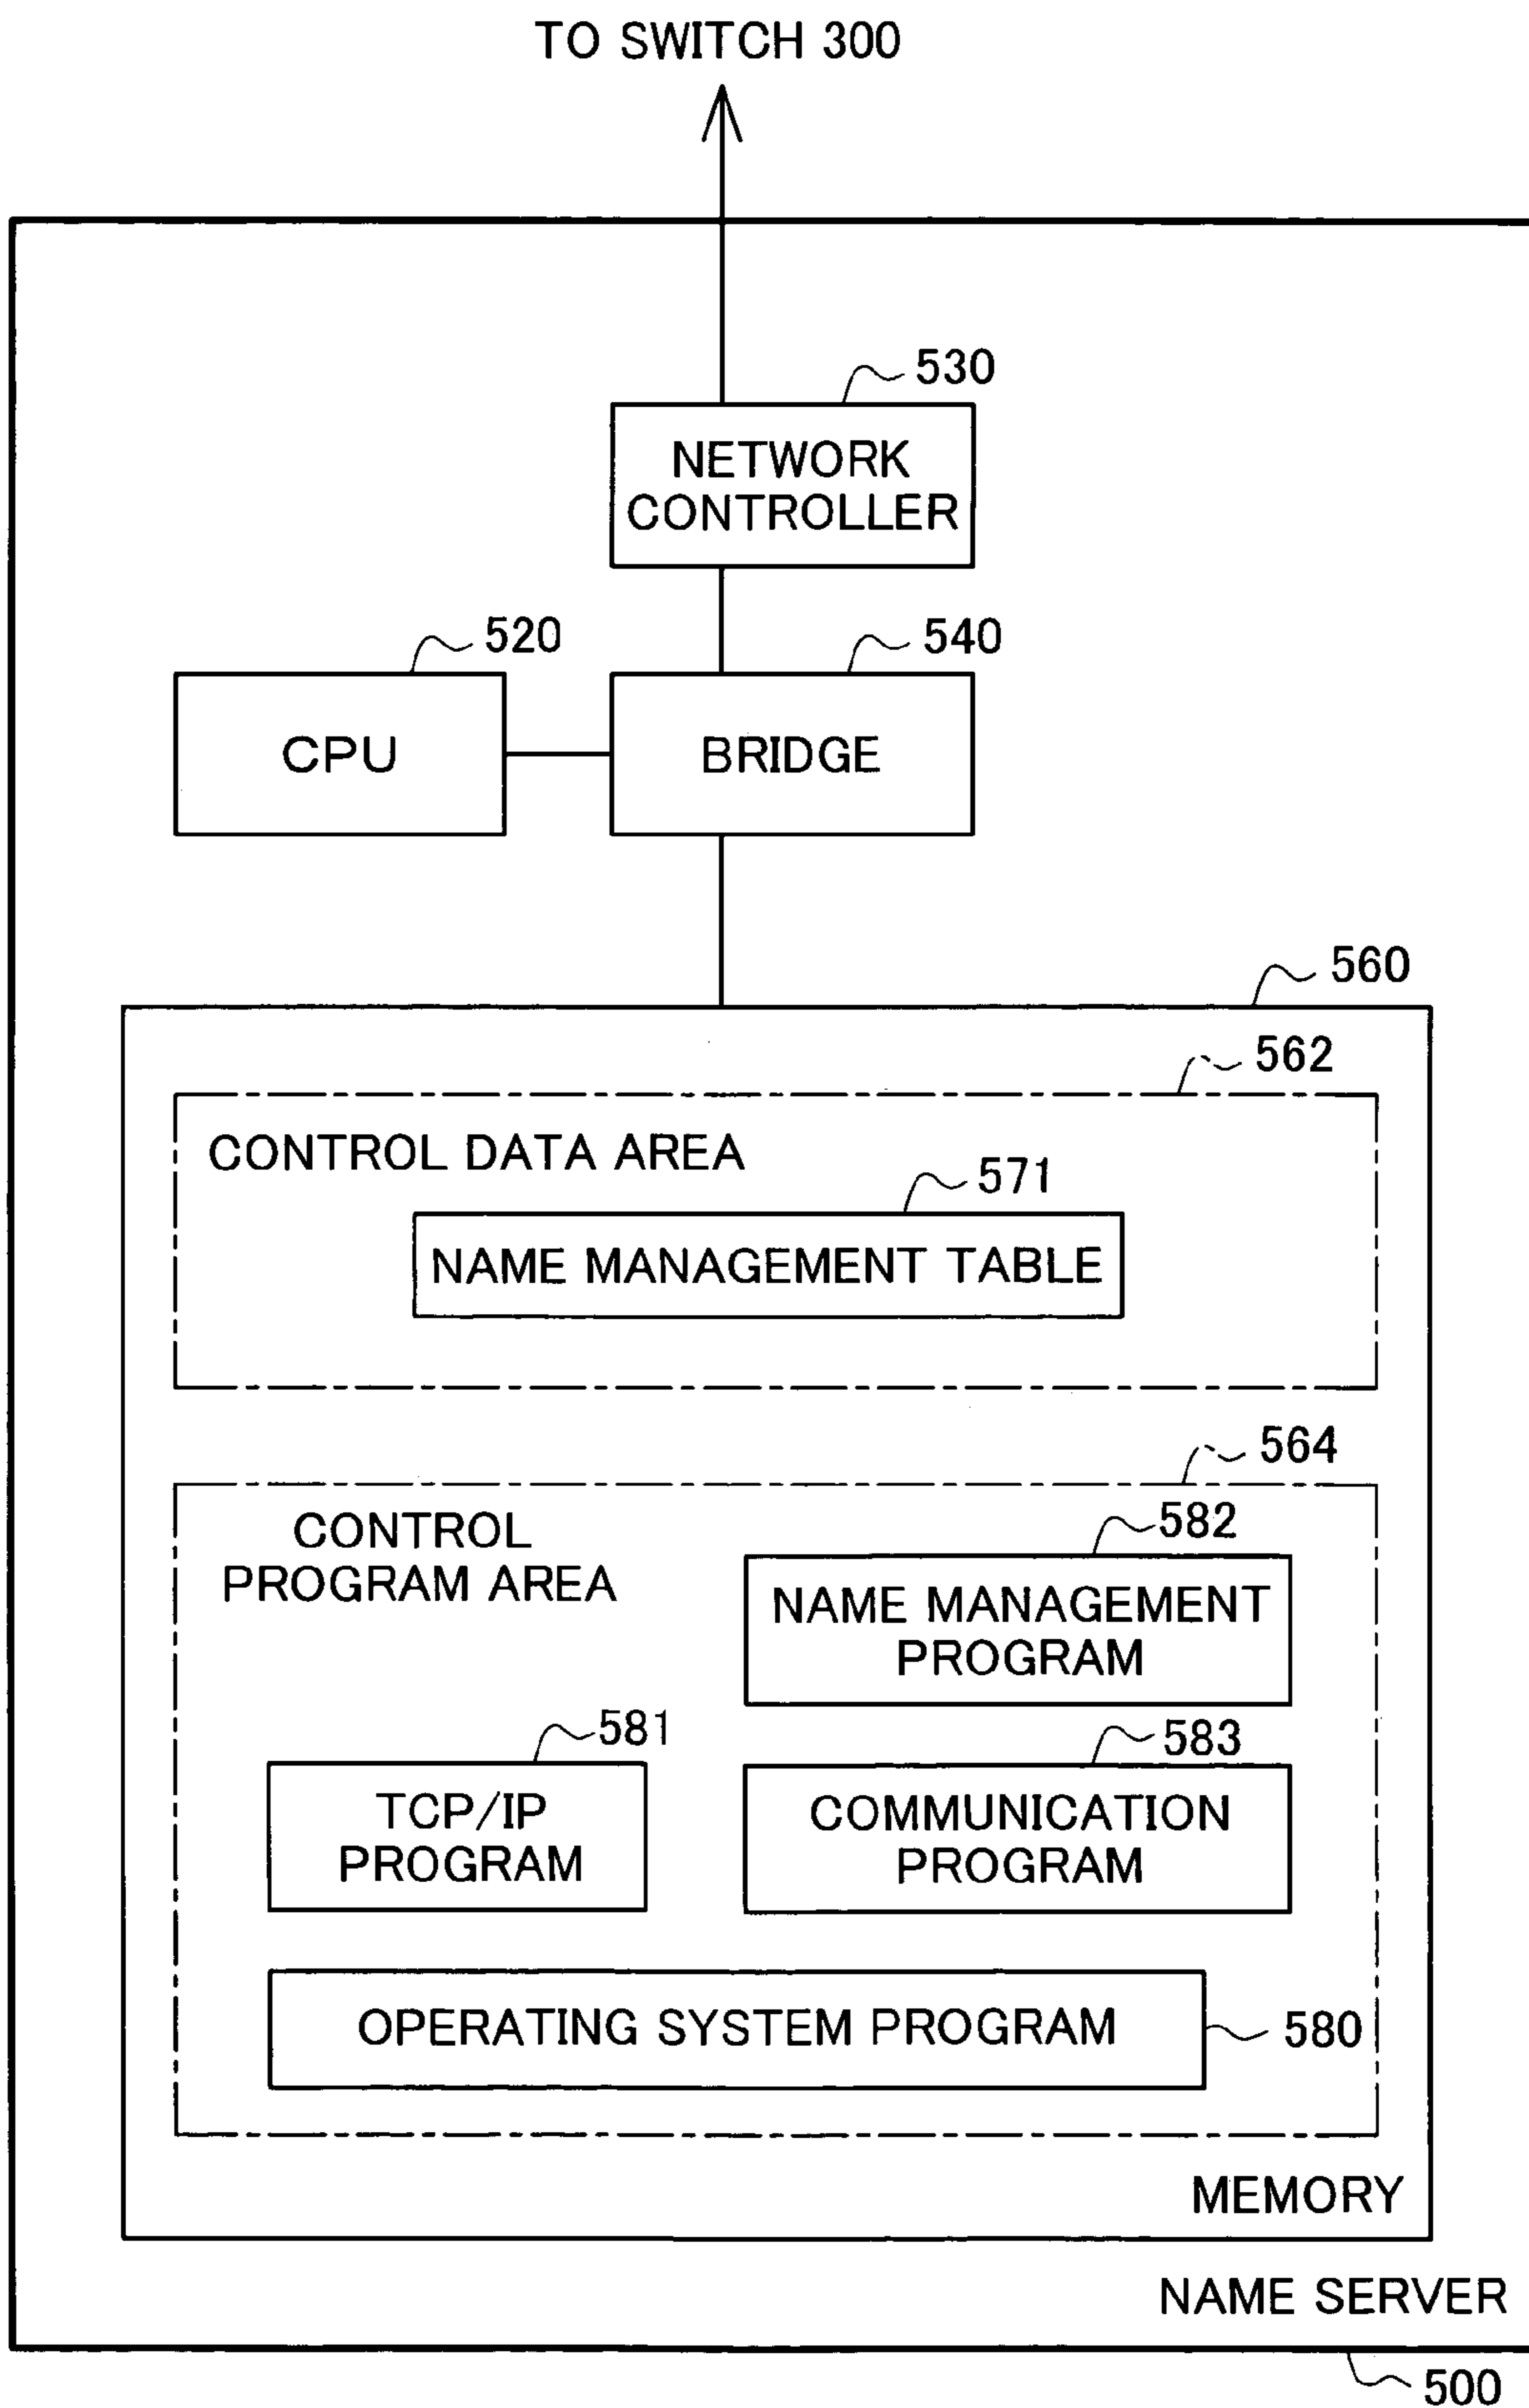 TO SWITCH 300
530
NETWORK
CONTROLLER
520
540
CPU
BRIDGE
560
562
CONTROL DATA AREA
571
NAME MANAGEMENT TABLE
564
CONTROL
PROGRAM AREA
582
NAME MANAGEMENT
PROGRAM
581
TCP/IP
PROGRAM
583
COMMUNICATION
PROGRAM
OPERATING SYSTEM PROGRAM
580
MEMORY
NAME SERVER
500